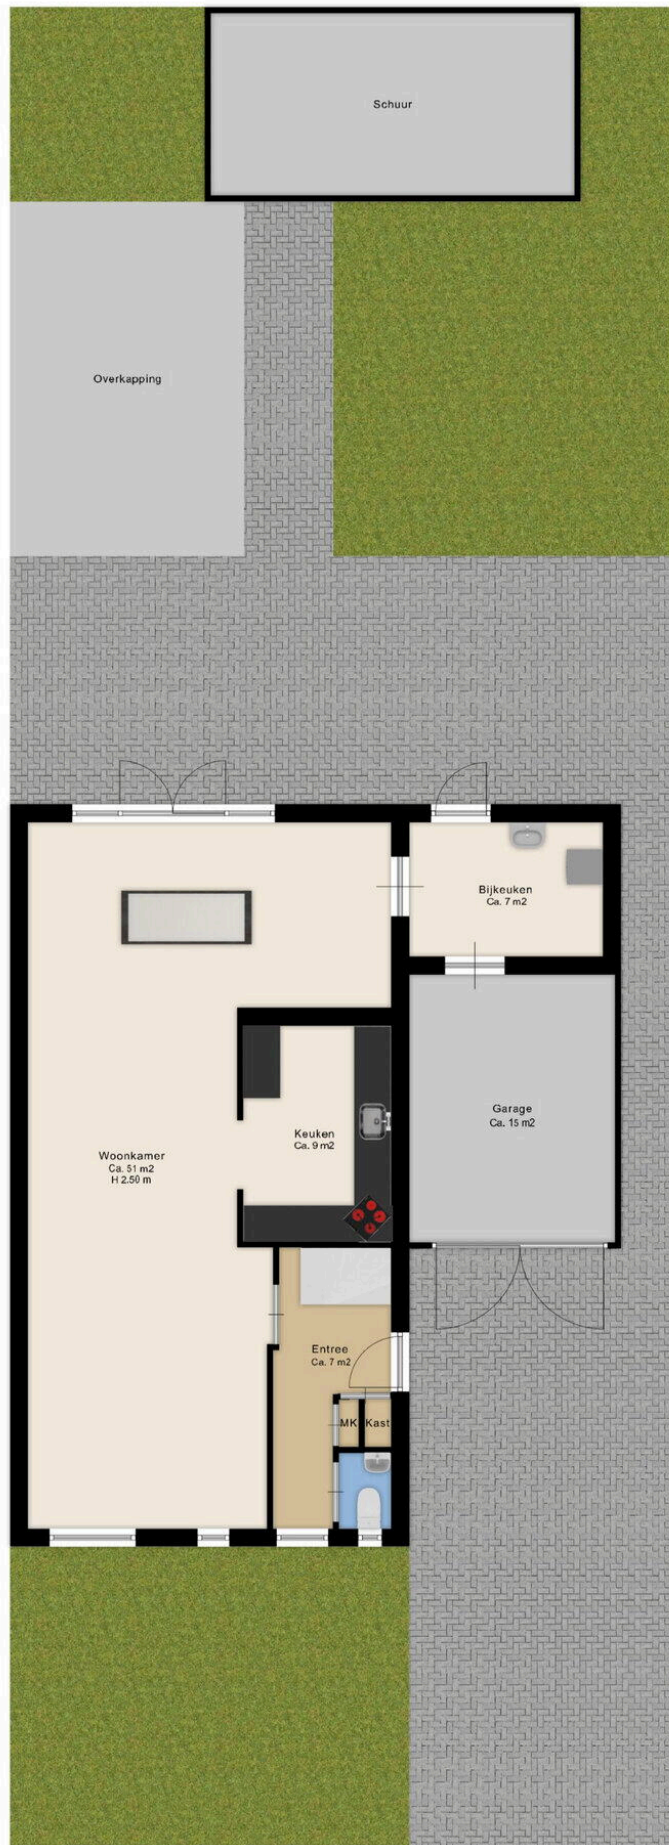 Schuur
Overkapping
Bijkeuken
Ca. 7 m2
Garage
Ca. 15 m2
Keuken
Ca. 9 m2
Woonkamer
Ca. 51 m2
H 2.50 m
Entree
Ca. 7 m2
MK
Kast